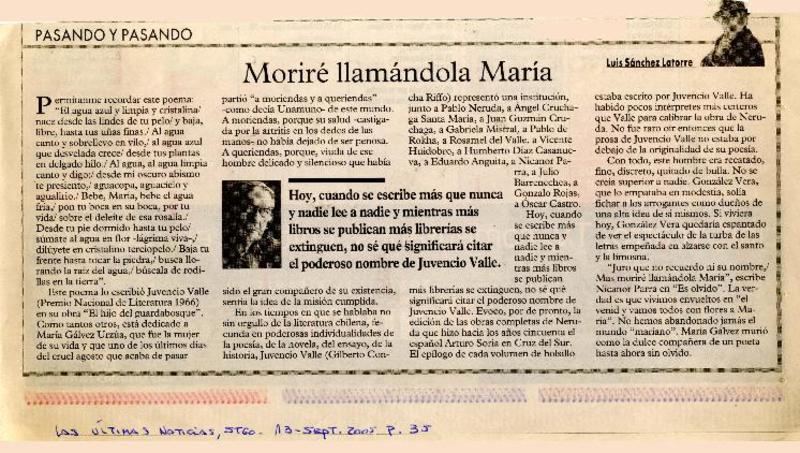 PASANDO Y PASANDO
Luis Sánchez Latorre
Moriré llamándola María
Permítanme recordar este poema:
"El agua azul y limpia y cristalina/
nace desde las lindes de tu pelo/ y baja,
libre, hasta tus uñas finas./ Al agua
canto y sobrellevo en vilo,/ al agua azul
que desvelada crece/ desde tus plantas
en delgado hilo./ Al agua, al agua limpia
canto y digo:/ desde mi oscuro abismo
te presiento,/ aguacopa, aguacielo y
agualirio./ Bebe, María, bebe el agua
fría,/ pon tu boca en su boca, por tu
vida/ sobre el deleite de esa rosalla./
Desde tu pie dormido hasta tu pelo/
súmate al agua en flor -lágrima viva-,/
dilúyete en cristalino terciopelo./ Baja tu
frente hasta tocar la piedra,/ busca llo-
rando la raíz del agua,/ búscala de rodi-
llas en la tierra".
Este poema lo escribió Juvencio Valle
(Premio Nacional de Literatura 1966)
en su obra "El hijo del guardabosque".
Como tantos otros, está dedicado a
María Gálvez Urzúa, que fue la mujer
de su vida y que uno de los últimos días
del cruel agosto que acaba de pasar
partió "a moriendas y a queriendas"
-como decía Unamuno- de este mundo.
A moriendas, porque su salud -castiga-
da por la artritis en los dedos de las
manos- no había dejado de ser penosa.
A queriendas, porque, viuda de ese
hombre delicado y silencioso que había
sido el gran compañero de su existencia,
sentía la idea de la misión cumplida.
En los tiempos en que se hablaba no
sin orgullo de la literatura chilena, fe-
cunda en poderosas individualidades de
la poesía, de la novela, del ensayo, de la
historia, Juvencio Valle (Gilberto Con-
Hoy, cuando se escribe más que nunca
y nadie lee a nadie y mientras más
libros se publican más librerías se
extinguen, no sé qué significará citar
el poderoso nombre de Juvencio Valle.
cha Riffo) representó una institución,
junto a Pablo Neruda, a Angel Crucha-
ga Santa María, a Juan Guzmán Cru-
chaga, a Gabriela Mistral, a Pablo de
Rokha, a Rosamel del Valle, a Vicente
Huidobro, a Humberto Díaz Casanue-
va, a Eduardo Anguita, a Nicanor Pa-
rra, a Julio
Barrenechea, a
Gonzalo Rojas,
a Oscar Castro.
Hoy, cuando
se escribe más
que nunca y
nadie lee a
nadie y mien-
tras más libros
se publican
más librerías se extinguen, no sé qué
significará citar el poderoso nombre de
Juvencio Valle. Evoco, por de pronto, la
edición de las obras completas de Neru-
da que hizo hace años cincuenta el
español Arturo Soria en Cruz del Sur.
El epílogo de cada volumen de bolsillo
estaba escrito por Juvencio Valle. Ha
habido pocos intérpretes más certeros
que Valle para calibrar la obra de Neru-
da. No fue raro oír entonces que la
prosa de Juvencio Valle no estaba por
debajo de la originalidad de su poesía.
Con todo, este hombre era recatado,
fino, discreto, quitado de bulla. No se
creía superior a nadie. González Vera,
que lo empataba en modestia, solía
fichar a los arrogantes como dueños de
una alta idea de sí mismos. Si viviera
hoy, González Vera quedaría espantado
de ver el espectáculo de la turba de las
letras empeñada en alzarse con el santo
y la limosna.
"Juro que no recuerdo ni su nombre,/
Mas moriré llamándola María", escribe
Nicanor Parra en "Es olvido". La ver-
dad es que vivimos envueltos en "el
venid y vamos todos con flores a Ma-
ría". No hemos abandonado jamás el
mundo "mariano". María Gálvez murió
como la dulce compañera de un poeta
hasta ahora sin olvido.
Las Últimas Noticias, Stgo. 13-Sept. 2005 P. 35